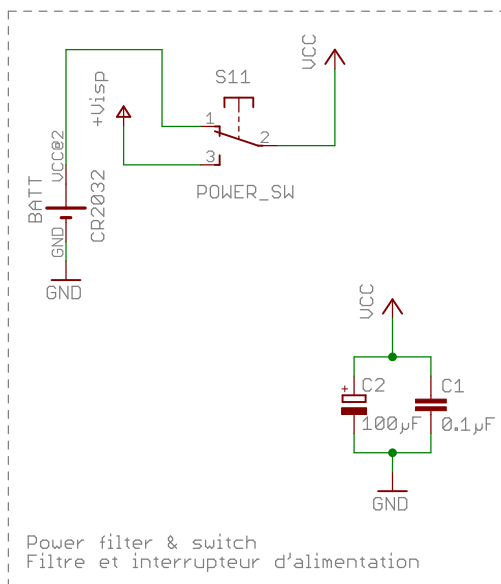 VCC
S11
+Visp
1
2
3
VCC@2
POWER_SW
BATT
CR2032
GND
GND
VCC
+
C2
C1
100µF
0.1µF
GND
Power filter & switch
Filtre et interrupteur d'alimentation